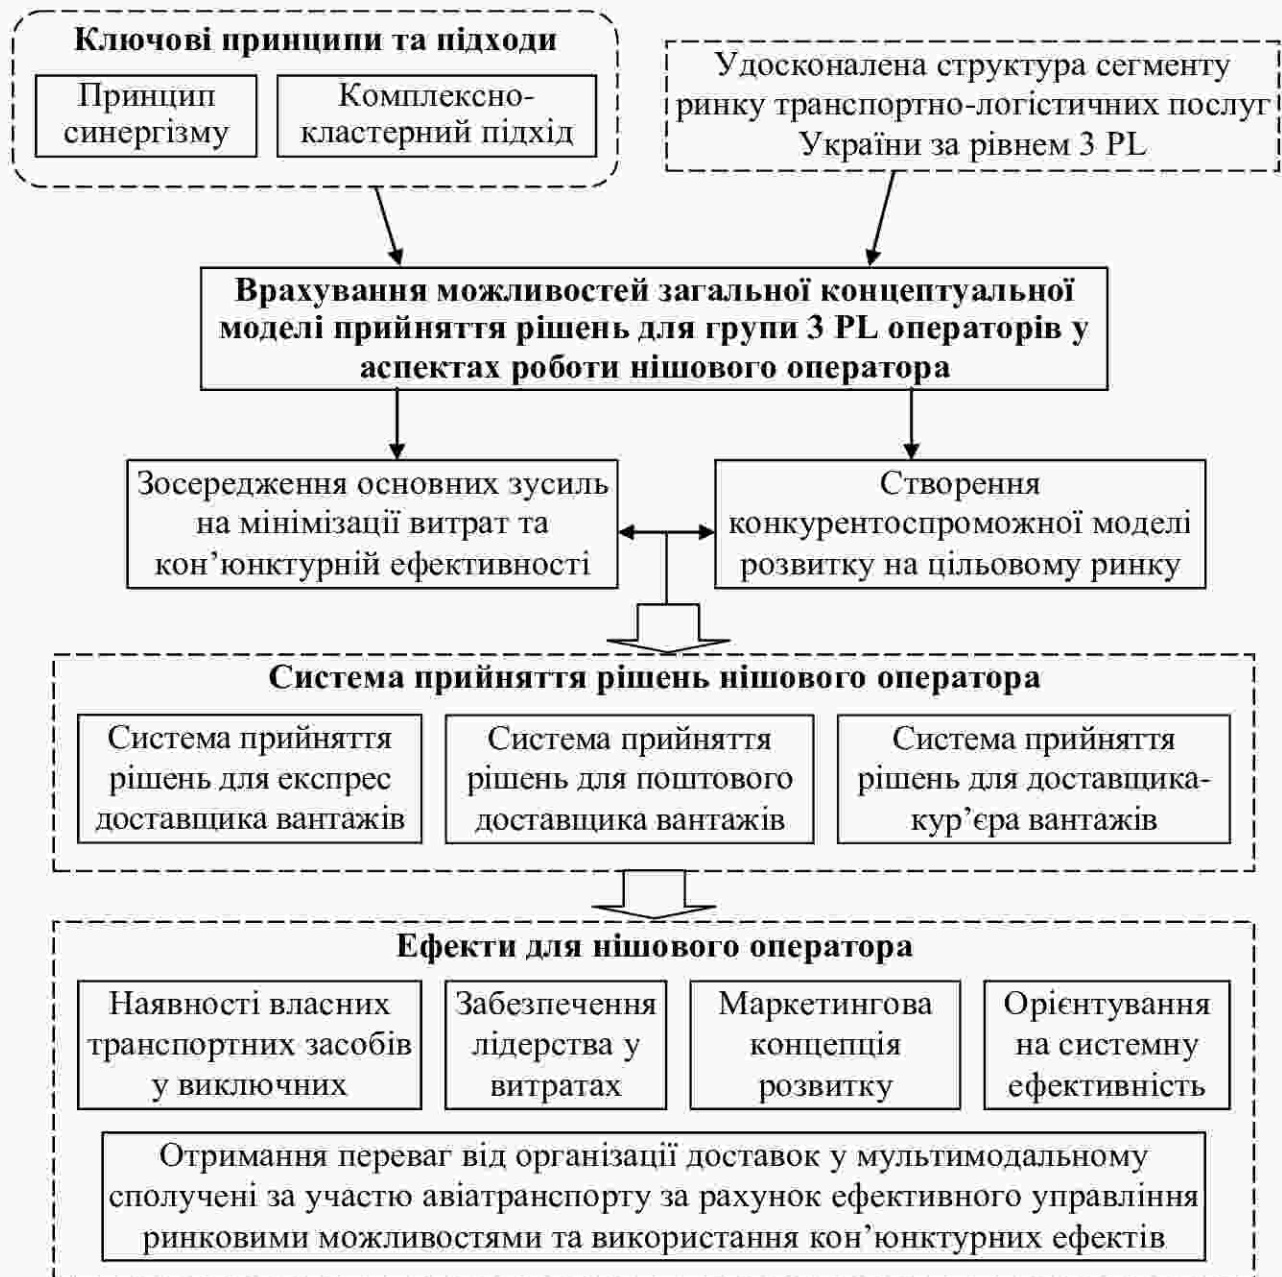 Ключові принципи та підходи
Принцип
синергізму
Комплексно-
кластерний підхід
Удосконалена структура сегменту
ринку транспортно-логістичних послуг
України за рівнем 3 PL
Врахування можливостей загальної концептуальної
моделі прийняття рішень для групи 3 PL операторів у
аспектах роботи нішового оператора
Зосередження основних зусиль
на мінімізації витрат та
кон’юнктурній ефективності
Створення
конкурентоспроможної моделі
розвитку на цільовому ринку
Система прийняття рішень нішового оператора
Система прийняття
рішень для експрес
доставщика вантажів
Система прийняття
рішень для поштового
доставщика вантажів
Система прийняття
рішень для доставщика-
кур’єра вантажів
Ефекти для нішового оператора
Наявності власних
транспортних засобів
у виключних
Забезпечення
лідерства у
витратах
Маркетингова
концепція
розвитку
Орієнтування
на системну
ефективність
Отримання переваг від організації доставок у мультимодальному
сполучені за участю авіатранспорту за рахунок ефективного управління
ринковими можливостями та використання кон’юнктурних ефектів